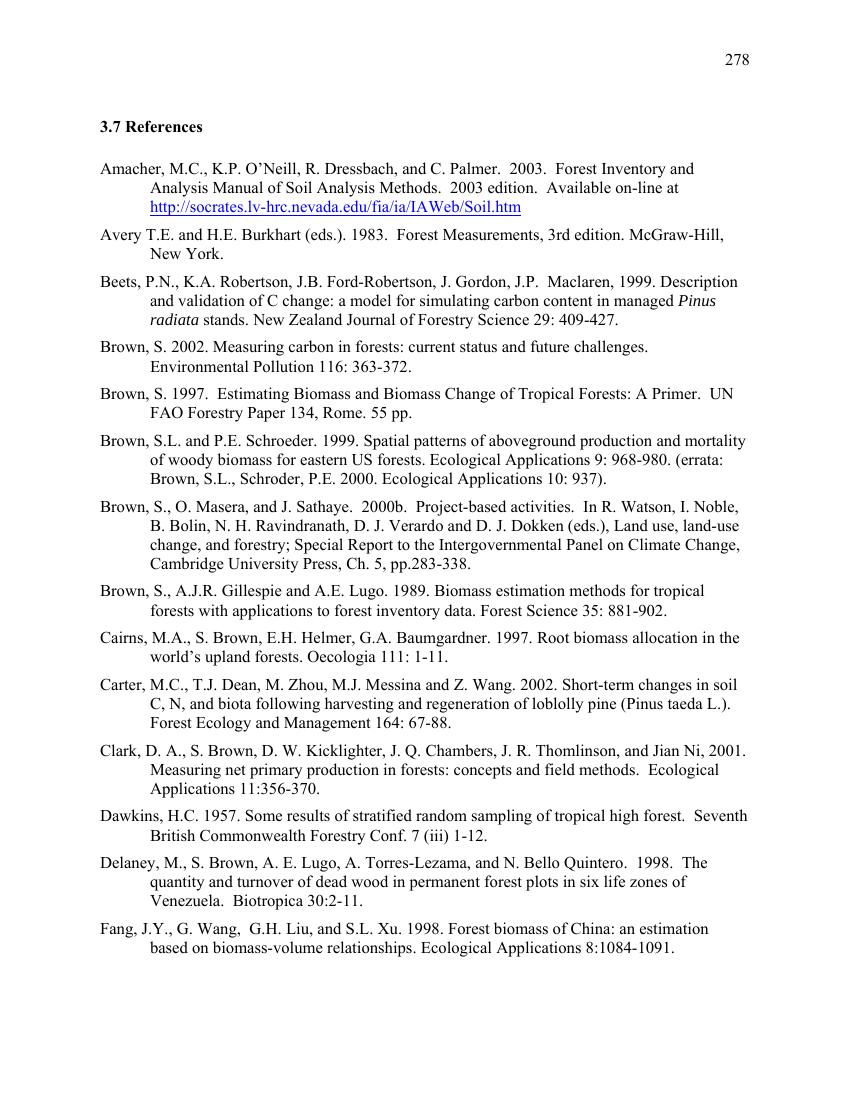 278
3.7 References
Amacher, M.C., K.P. O’Neill, R. Dressbach, and C. Palmer.  2003.  Forest Inventory and
Analysis Manual of Soil Analysis Methods.  2003 edition.  Available on-line at
http://socrates.lv-hrc.nevada.edu/fia/ia/IAWeb/Soil.htm
Avery T.E. and H.E. Burkhart (eds.). 1983.  Forest Measurements, 3rd edition. McGraw-Hill,
New York.
Beets, P.N., K.A. Robertson, J.B. Ford-Robertson, J. Gordon, J.P.  Maclaren, 1999. Description
and validation of C change: a model for simulating carbon content in managed Pinus
radiata stands. New Zealand Journal of Forestry Science 29: 409-427.
Brown, S. 2002. Measuring carbon in forests: current status and future challenges.
Environmental Pollution 116: 363-372.
Brown, S. 1997.  Estimating Biomass and Biomass Change of Tropical Forests: A Primer.  UN
FAO Forestry Paper 134, Rome. 55 pp.
Brown, S.L. and P.E. Schroeder. 1999. Spatial patterns of aboveground production and mortality
of woody biomass for eastern US forests. Ecological Applications 9: 968-980. (errata:
Brown, S.L., Schroder, P.E. 2000. Ecological Applications 10: 937).
Brown, S., O. Masera, and J. Sathaye.  2000b.  Project-based activities.  In R. Watson, I. Noble,
B. Bolin, N. H. Ravindranath, D. J. Verardo and D. J. Dokken (eds.), Land use, land-use
change, and forestry; Special Report to the Intergovernmental Panel on Climate Change,
Cambridge University Press, Ch. 5, pp.283-338.
Brown, S., A.J.R. Gillespie and A.E. Lugo. 1989. Biomass estimation methods for tropical
forests with applications to forest inventory data. Forest Science 35: 881-902.
Cairns, M.A., S. Brown, E.H. Helmer, G.A. Baumgardner. 1997. Root biomass allocation in the
world’s upland forests. Oecologia 111: 1-11.
Carter, M.C., T.J. Dean, M. Zhou, M.J. Messina and Z. Wang. 2002. Short-term changes in soil
C, N, and biota following harvesting and regeneration of loblolly pine (Pinus taeda L.).
Forest Ecology and Management 164: 67-88.
Clark, D. A., S. Brown, D. W. Kicklighter, J. Q. Chambers, J. R. Thomlinson, and Jian Ni, 2001.
Measuring net primary production in forests: concepts and field methods.  Ecological
Applications 11:356-370.
Dawkins, H.C. 1957. Some results of stratified random sampling of tropical high forest.  Seventh
British Commonwealth Forestry Conf. 7 (iii) 1-12.
Delaney, M., S. Brown, A. E. Lugo, A. Torres-Lezama, and N. Bello Quintero.  1998.  The
quantity and turnover of dead wood in permanent forest plots in six life zones of
Venezuela.  Biotropica 30:2-11.
Fang, J.Y., G. Wang,  G.H. Liu, and S.L. Xu. 1998. Forest biomass of China: an estimation
based on biomass-volume relationships. Ecological Applications 8:1084-1091.